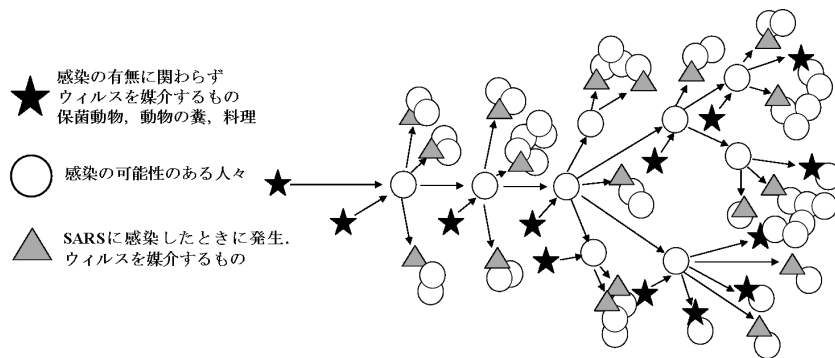 感染の有無に関わらず
ウィルスを媒介するもの
保菌動物，動物の糞，料理
感染の可能性のある人々
SARSに感染したときに発生．
ウィルスを媒介するもの